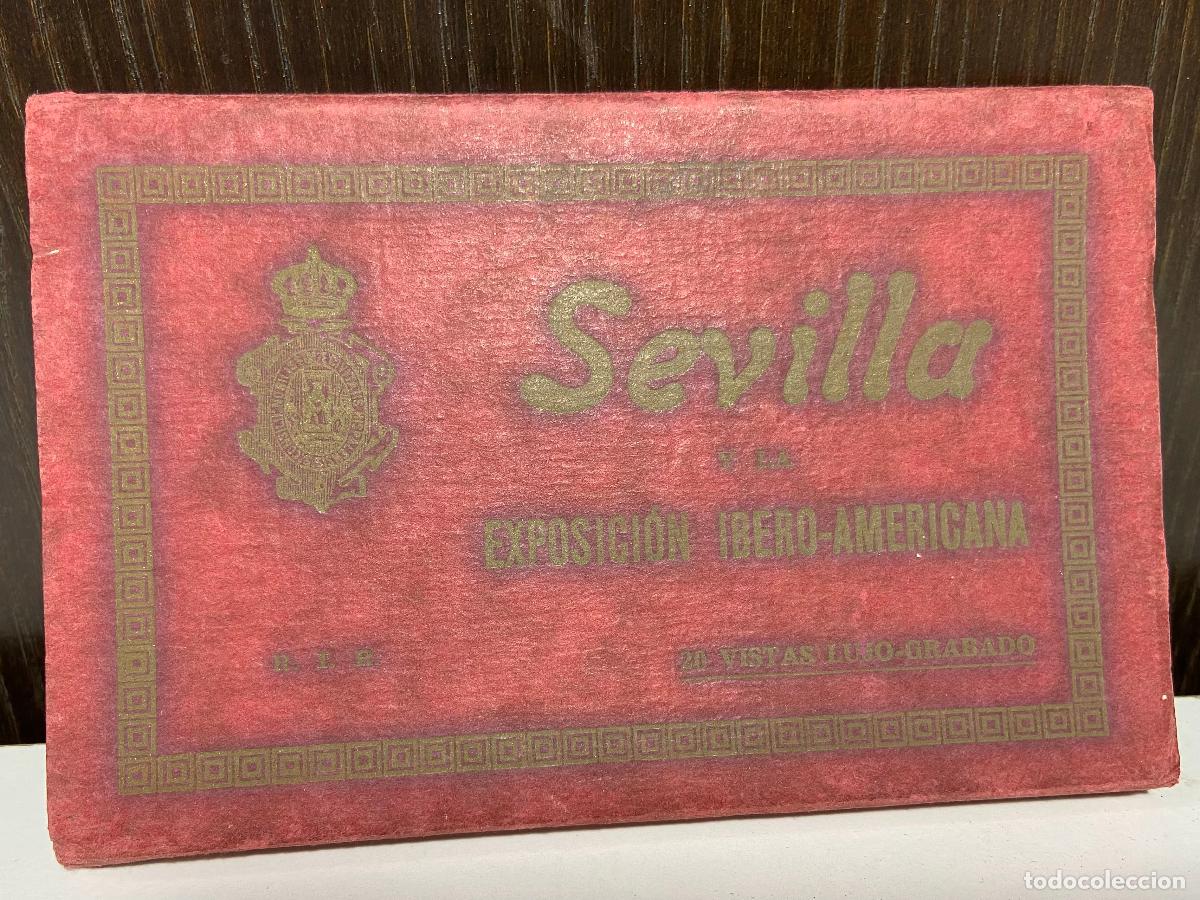 Sevilla
Y LA
EXPOSICIÓN IBERO-AMERICANA
20 VISTAS LUJO-GRABADO
todocoleccion